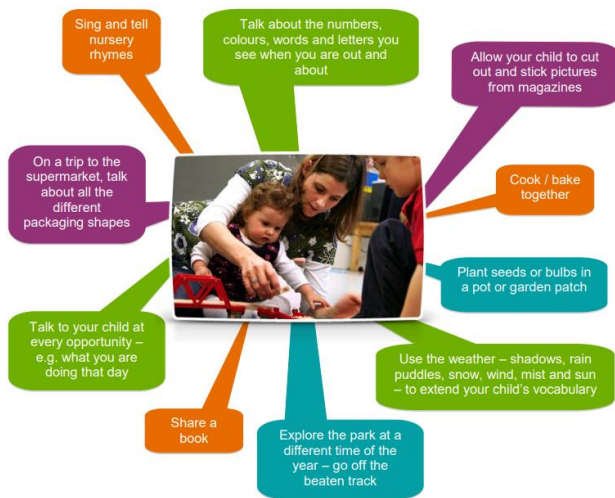 Sing and tell
nursery
rhymes
Talk about the numbers,
colours, words and letters you
see when you are out and
about
Allow your child to cut
out and stick pictures
from magazines
On a trip to the
supermarket, talk
about all the
different
packaging shapes
Cook / bake
together
Plant seeds or bulbs in
a pot or garden patch
Talk to your child at
every opportunity –
e.g. what you are
doing that day
Use the weather – shadows, rain
puddles, snow, wind, mist and sun
– to extend your child's vocabulary
Share a
book
Explore the park at a
different time of the
year – go off the
beaten track